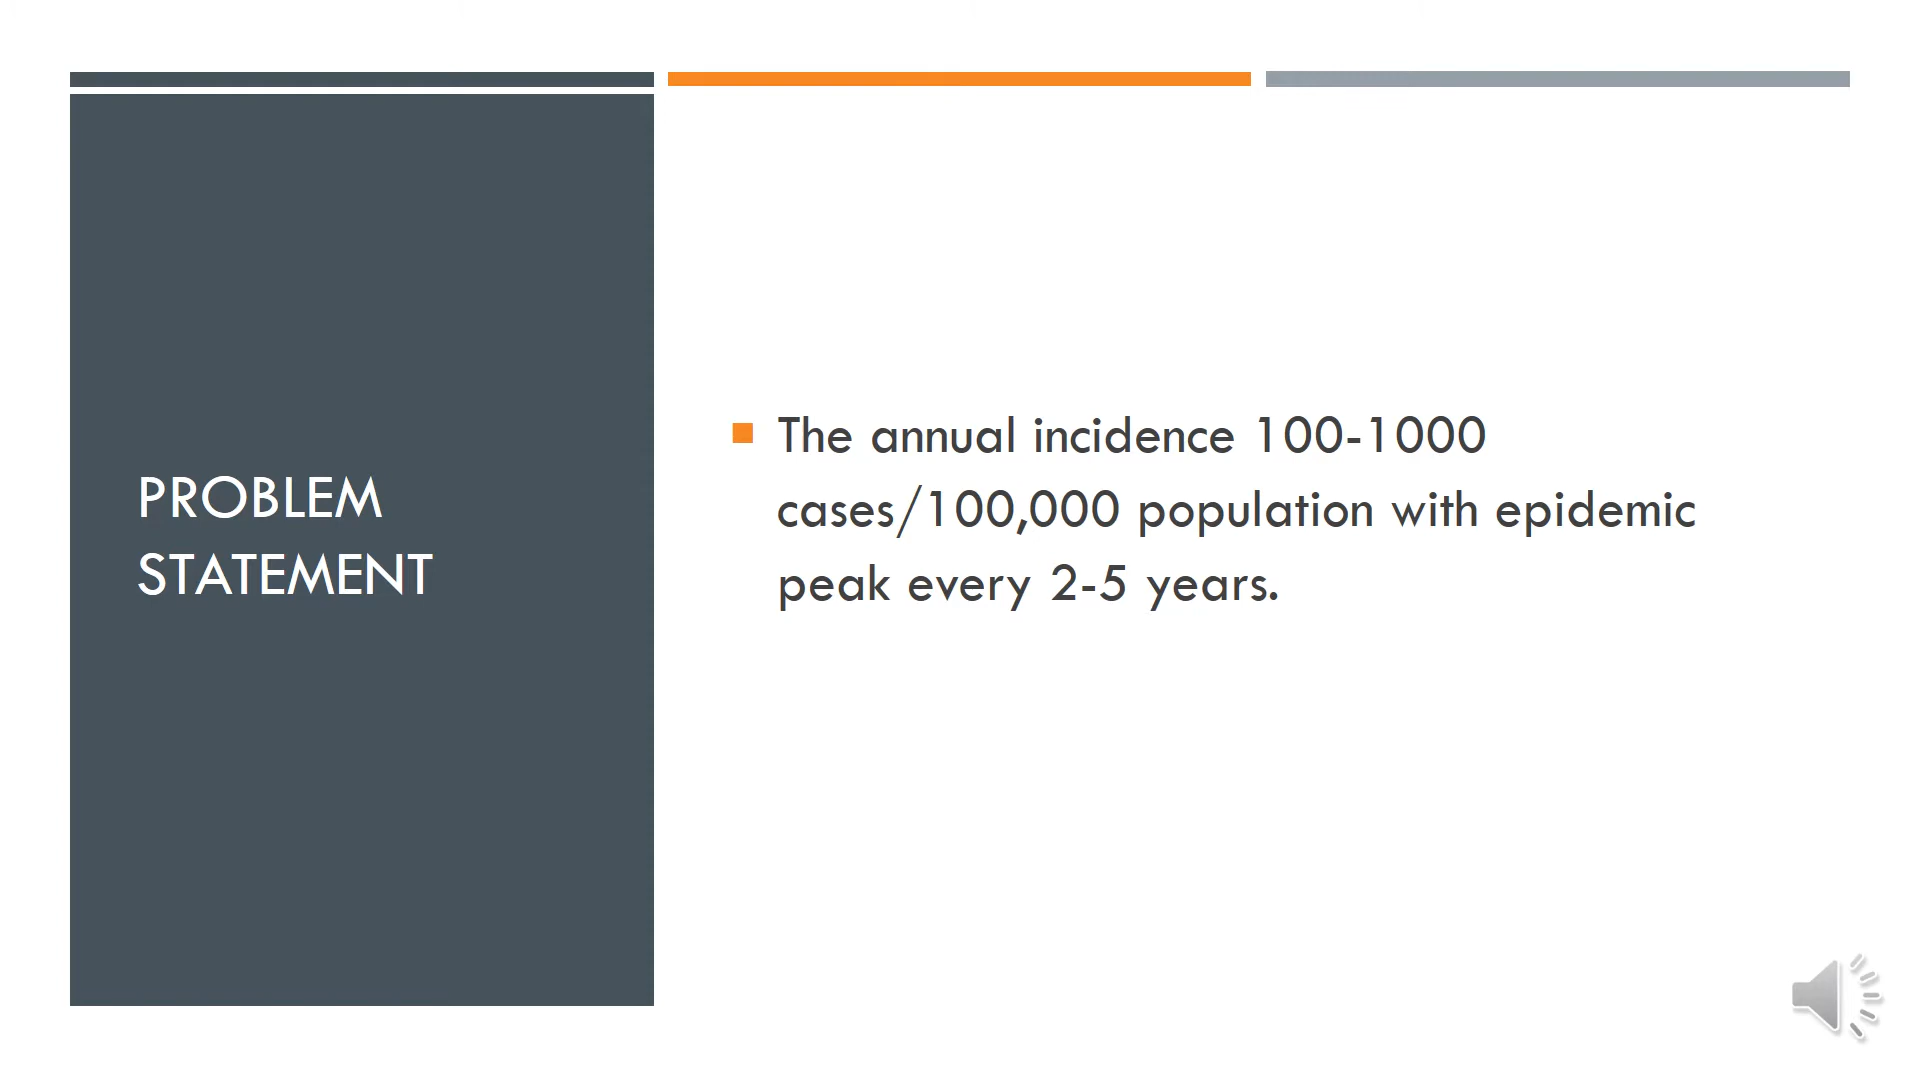 PROBLEM
STATEMENT
The annual incidence 100-1000
cases/100,000 population with epidemic
peak every 2-5 years.